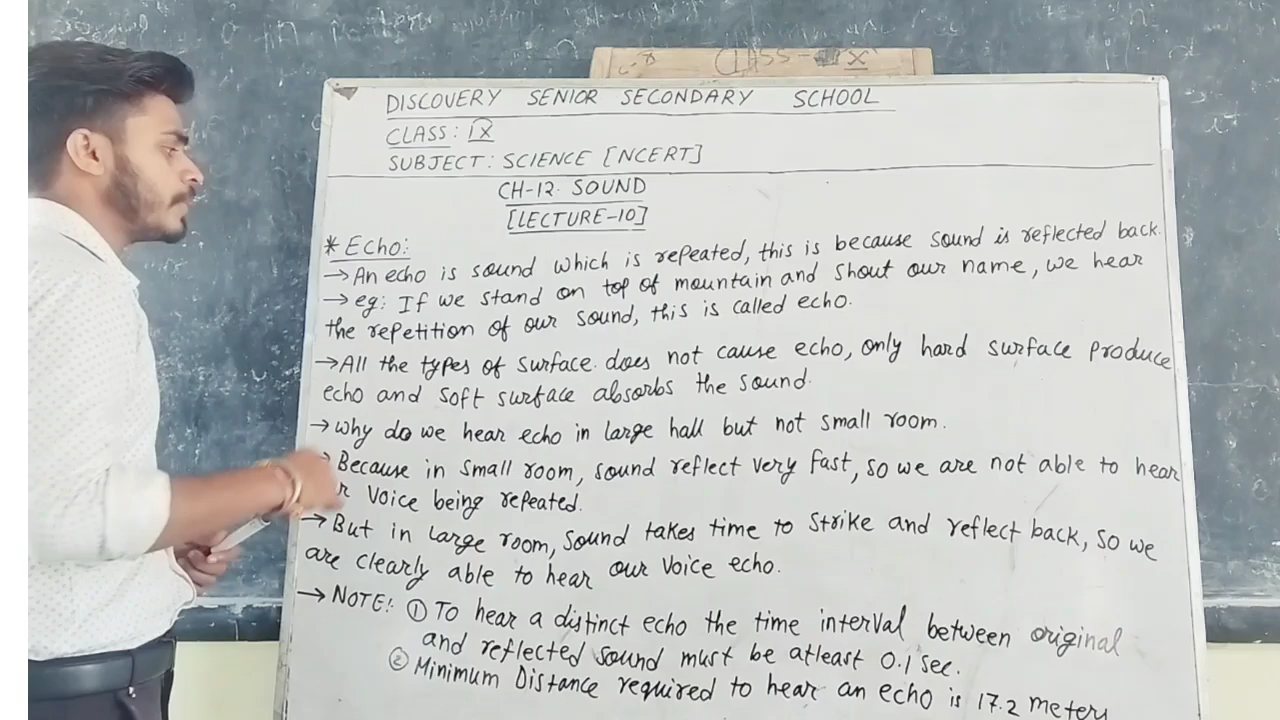 CLASS- IX
DISCOVERY SENIOR SECONDARY SCHOOL
CLASS: IX
SUBJECT: SCIENCE [NCERT]
CH-12. SOUND
[LECTURE-10]
* Echo:
→ An echo is sound which is repeated, this is because sound is reflected back.
→ eg: If we stand on top of mountain and shout our name, we hear
the repetition of our sound, this is called echo.
→ All the types of surface does not cause echo, only hard surface produce
echo and soft surface absorbs the sound.
→ why do we hear echo in large hall but not small room.
Because in small room, sound reflect very fast, so we are not able to hear
voice being repeated.
→ But in large room, sound takes time to strike and reflect back, so we
are clearly able to hear our voice echo.
→ NOTE: ① To hear a distinct echo the time interval between original
and reflected sound must be atleast 0.1 sec.
② Minimum Distance required to hear an echo is 17.2 meters